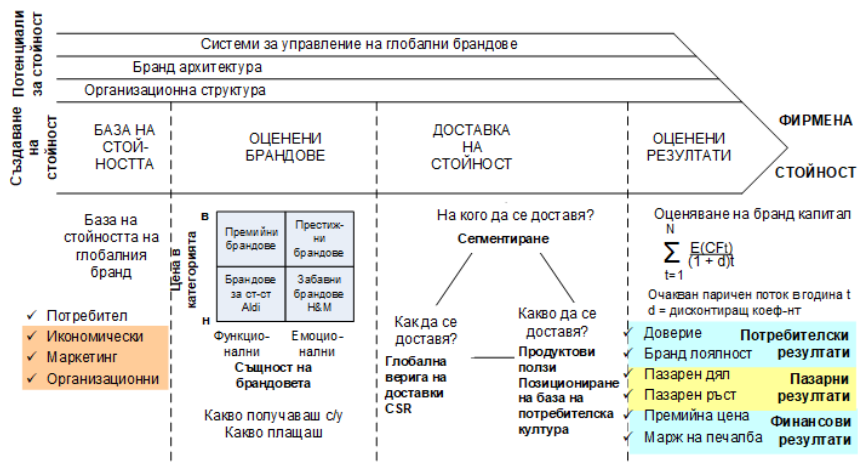 Потенциали
за стойност
Системи за управление на глобални брандове
Бранд архитектура
Организационна структура
Създаване
на
стойност
БАЗА НА
СТОЙ-
НОСТТА
ОЦЕНЕНИ
БРАНДОВЕ
ДОСТАВКА
НА
СТОЙНОСТ
ОЦЕНЕНИ
РЕЗУЛТАТИ
ФИРМЕНА
СТОЙНОСТ
База на
стойността на
глобалния
бранд
✓ Потребител
✓ Икономически
✓ Маркетинг
✓ Организационни
Цена в
категорията
В
Н
Премийни
брандове
Престиж-
ни
брандове
Брандове
за ст-ст
Aldi
Забавни
брандове
H&M
Функцио-
нални
Емоцио-
нални
Същност на
брандовета
Какво получаваш с/у
Какво плащаш
На кого да се доставя?
Сегментиране
Как да се
доставя?
Глобална
верига на
доставки
CSR
Какво да се
доставя?
Продуктови
ползи
Позициониране
на база на
потребителска
култура
Оценяване на бранд капитал
N
Σ E(CFt)
(1 + d)t
t=1
Очакван паричен поток в година t
d = дисконтиращ коеф-нт
✓ Доверие
✓ Бранд лоялност
Потребителски
резултати
✓ Пазарен дял
✓ Пазарен ръст
Пазарни
резултати
✓ Премийна цена
✓ Марж на печалба
Финансови
резултати